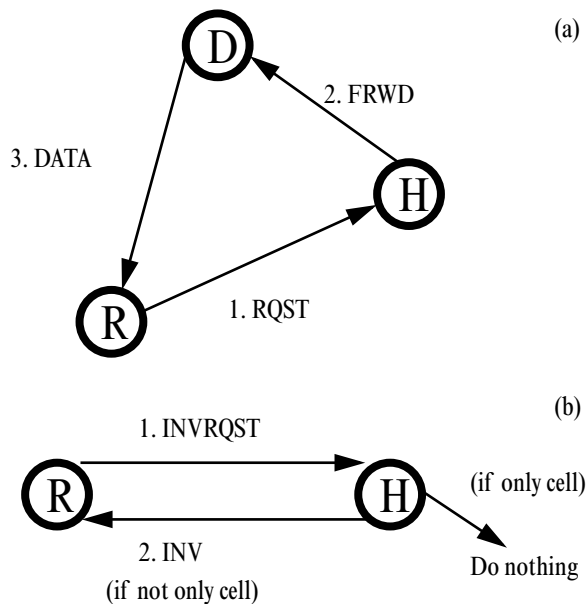 (a)
D
2. FRWD
3. DATA
H
R
1. RQST
(b)
1. INVRQST
R
H
(if only cell)
2. INV
Do nothing
(if not only cell)